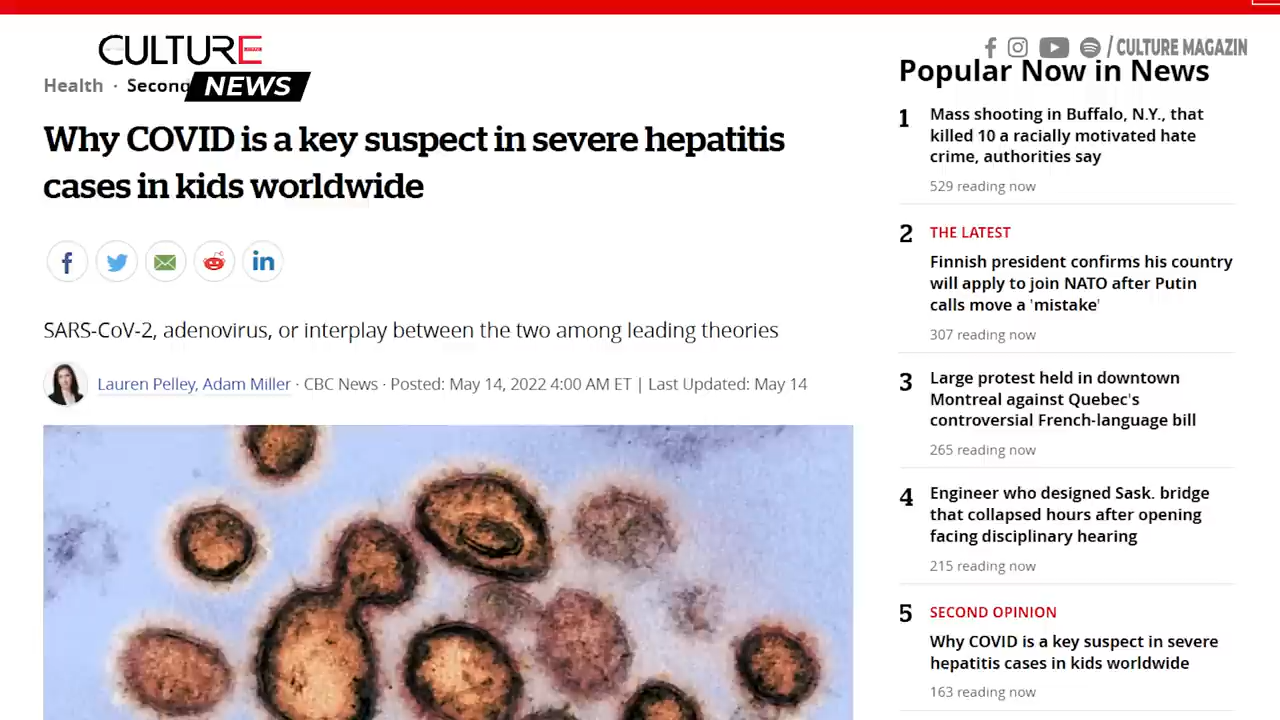 CULTURE
NEWS
/ CULTURE MAGAZIN
Health · Second
Why COVID is a key suspect in severe hepatitis
cases in kids worldwide
SARS-CoV-2, adenovirus, or interplay between the two among leading theories
Lauren Pelley, Adam Miller · CBC News · Posted: May 14, 2022 4:00 AM ET | Last Updated: May 14
Popular Now in News
1
Mass shooting in Buffalo, N.Y., that
killed 10 a racially motivated hate
crime, authorities say
529 reading now
2
THE LATEST
Finnish president confirms his country
will apply to join NATO after Putin
calls move a 'mistake'
307 reading now
3
Large protest held in downtown
Montreal against Quebec's
controversial French-language bill
265 reading now
4
Engineer who designed Sask. bridge
that collapsed hours after opening
facing disciplinary hearing
215 reading now
5
SECOND OPINION
Why COVID is a key suspect in severe
hepatitis cases in kids worldwide
163 reading now